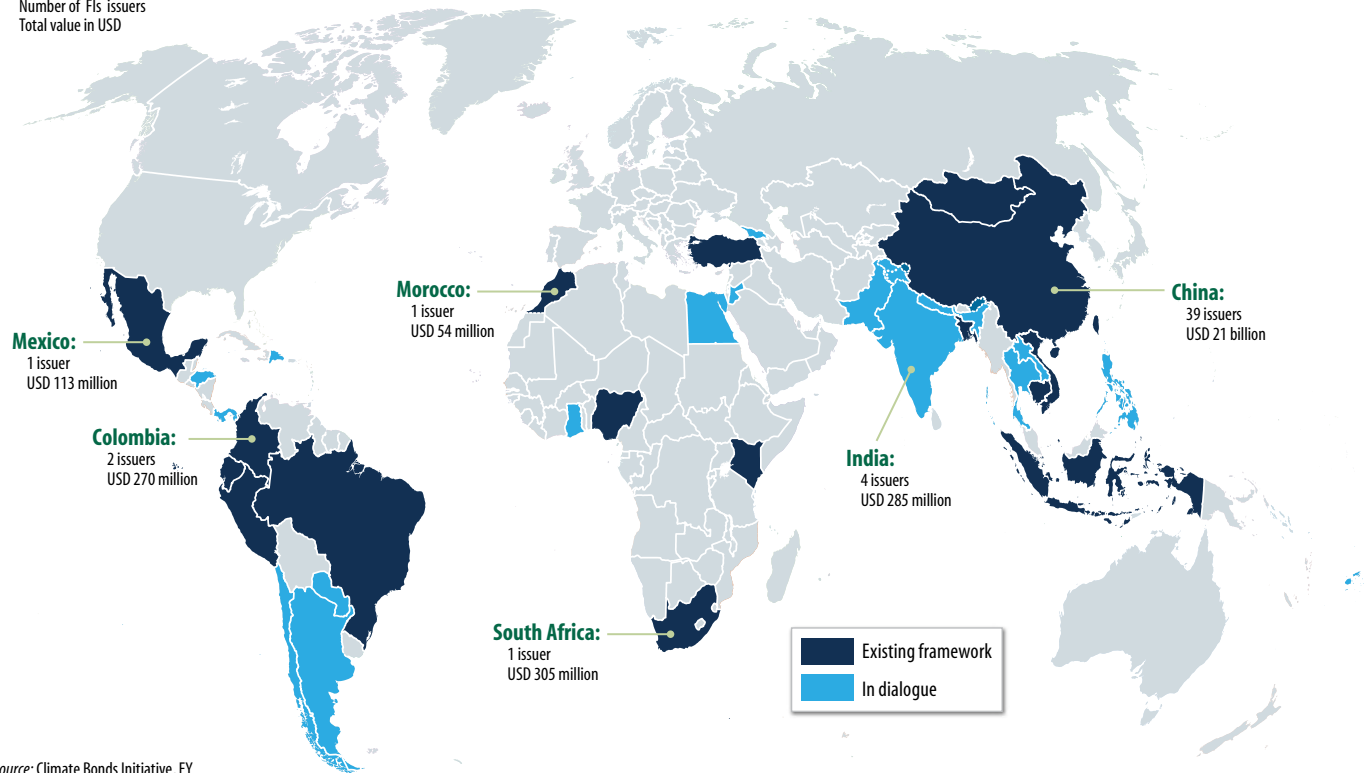 Number of FIs issuers
Total value in USD
Morocco:
1 issuer
USD 54 million
China:
39 issuers
USD 21 billion
Mexico:
1 issuer
USD 113 million
Colombia:
2 issuers
USD 270 million
India:
4 issuers
USD 285 million
South Africa:
1 issuer
USD 305 million
Existing framework
In dialogue
ource: Climate Bonds Initiative, EY